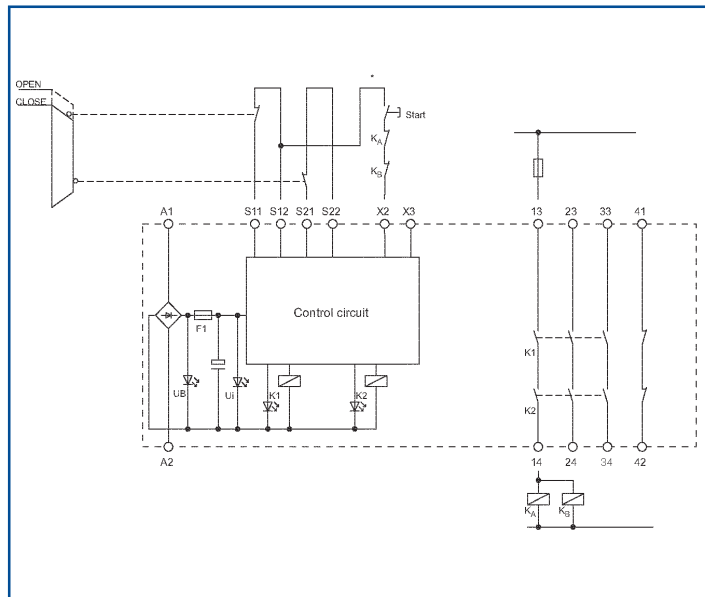 OPEN
CLOSE
*
Start
KA
KB
A1 S11 S12 S21 S22 X2 X3 13 23 33 41
Control circuit
F1
UB Ui K1 K2
K1
K2
A2 14 24 34 42
KA KB